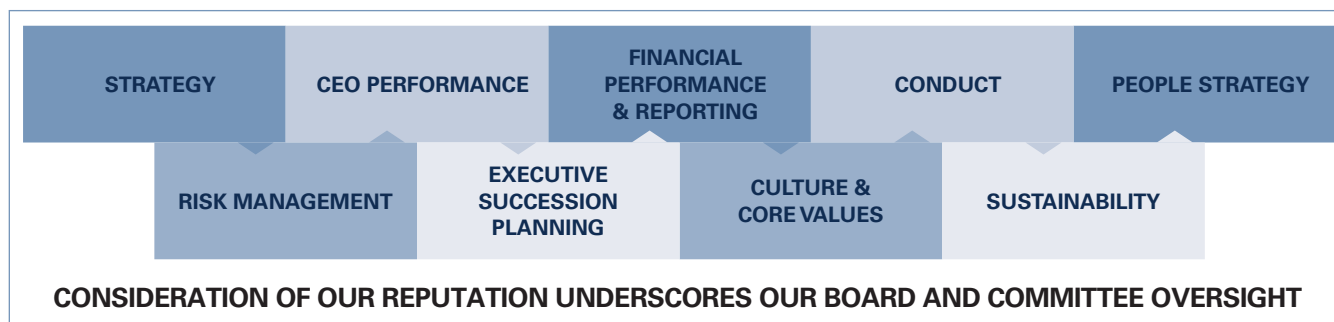 STRATEGY
CEO PERFORMANCE
FINANCIAL
PERFORMANCE
& REPORTING
CONDUCT
PEOPLE STRATEGY
RISK MANAGEMENT
EXECUTIVE
SUCCESSION
PLANNING
CULTURE &
CORE VALUES
SUSTAINABILITY
CONSIDERATION OF OUR REPUTATION UNDERSCORES OUR BOARD AND COMMITTEE OVERSIGHT